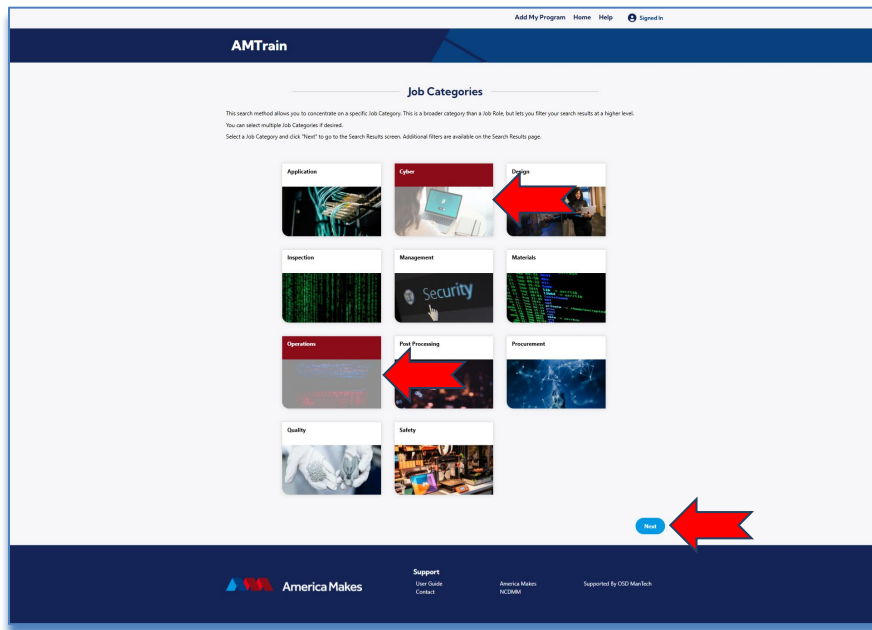 Add My Program Home Help Signed In
AMTrain
Job Categories
This search method allows you to concentrate on a specific Job Category. This is a broader category than a Job Role, but lets you filter your search results at a higher level.
You can select multiple Job Categories if desired.
Select a Job Category and click "Next" to go to the Search Results screen. Additional filters are available on the Search Results page.
Application
Cyber
Design
Inspection
Management
Materials
Security
Operations
Post Processing
Procurement
Quality
Safety
Next
America Makes
Support
User Guide
Contact
America Makes
NCDMM
Supported By OSD ManTech